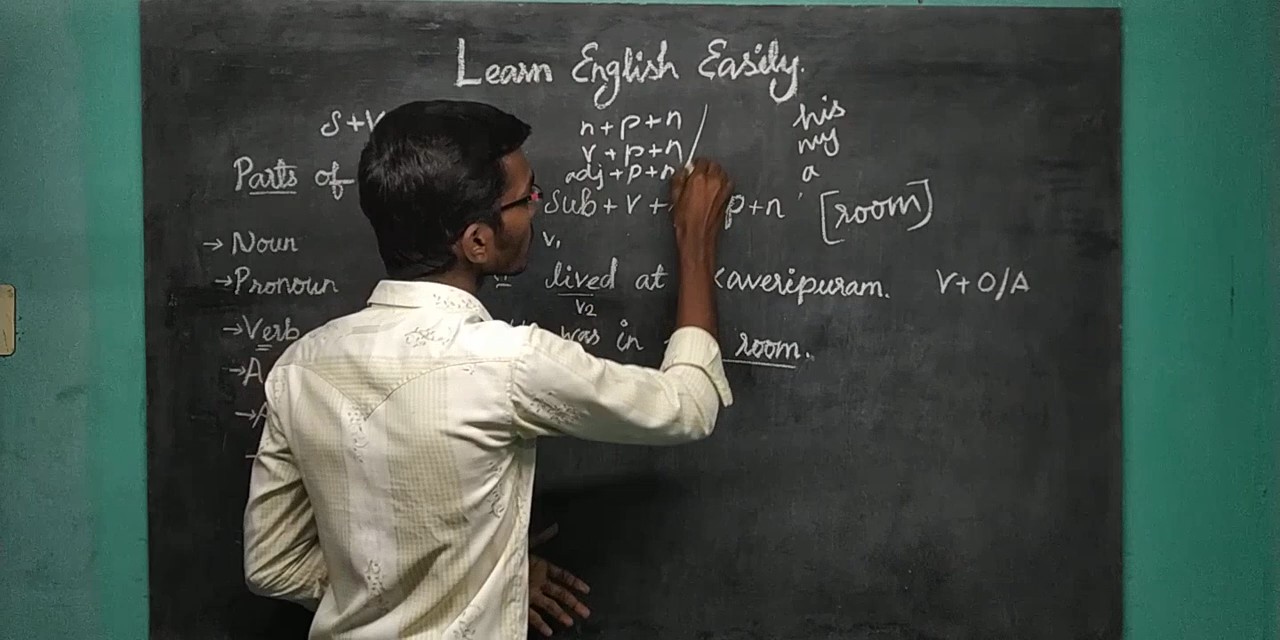 Learn English Easily.
S+V
n+p+n
v+p+n
adj+p+n
his
my
a
Parts of
Sub+v+ p+n [room]
→ Noun
V1
→ Pronoun
lived at Kaveripuram. V+O/A
V2
→ Verb
was in room.
→ A
→ A